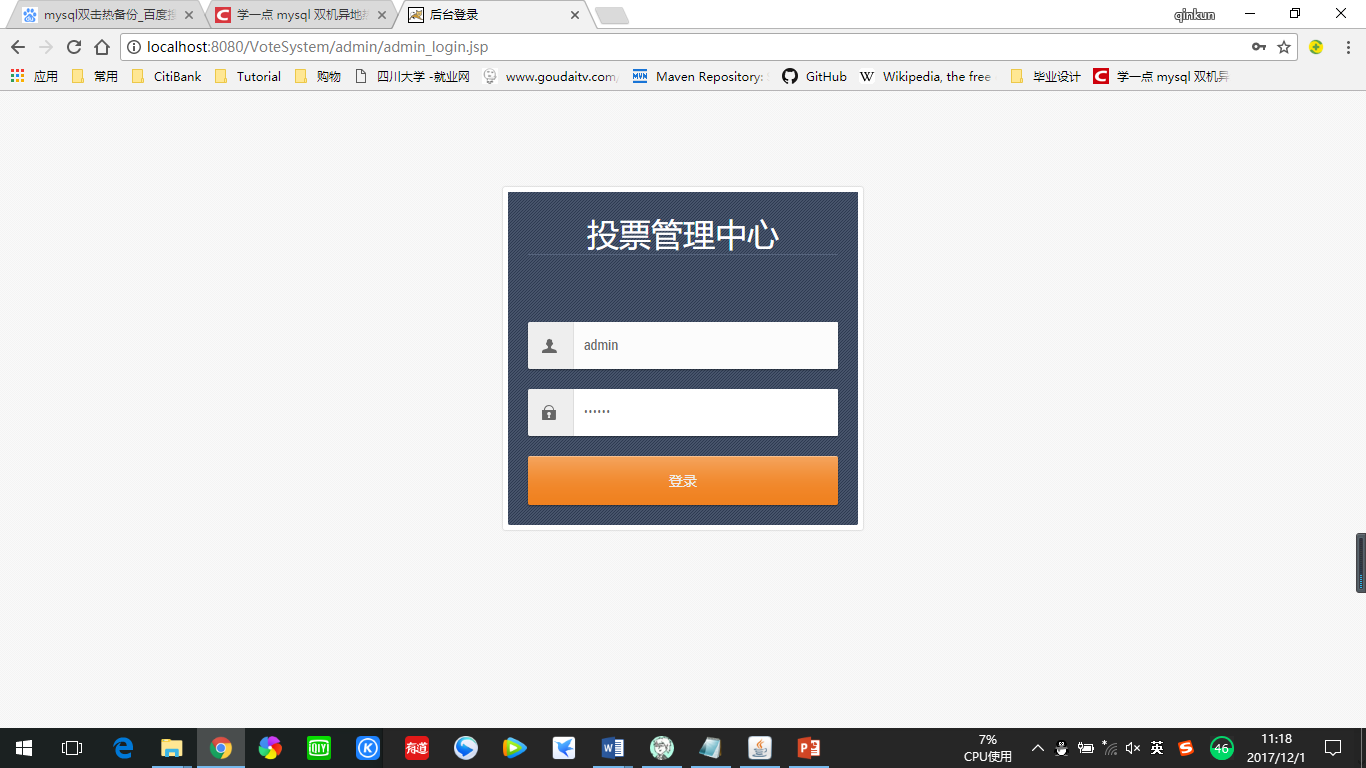 mysql双击热备份_百度搜
学一点 mysql 双机异地热
后台登录
qinkun
localhost:8080/VoteSystem/admin/admin_login.jsp
应用 常用 CitiBank Tutorial 购物 四川大学 -就业网 www.goudaitv.com/ Maven Repository: GitHub Wikipedia, the free 毕业设计 学一点 mysql 双机异
投票管理中心
admin
••••••
登录
DIY
K
有道
7%
CPU使用
英
46
11:18
2017/12/1